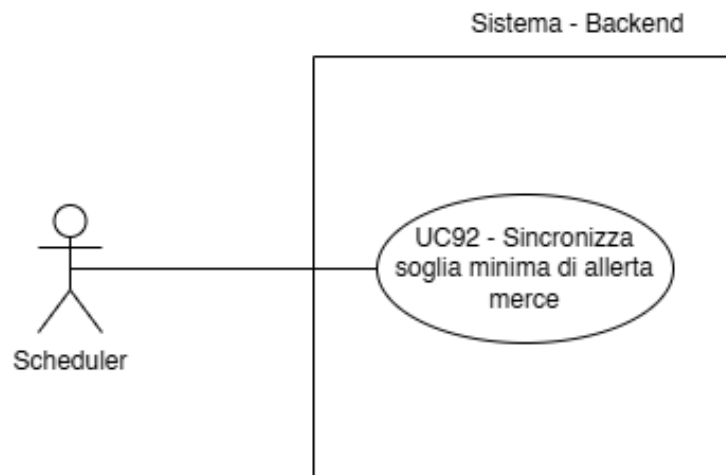 Sistema - Backend
UC92 - Sincronizza
soglia minima di allerta
merce
Scheduler